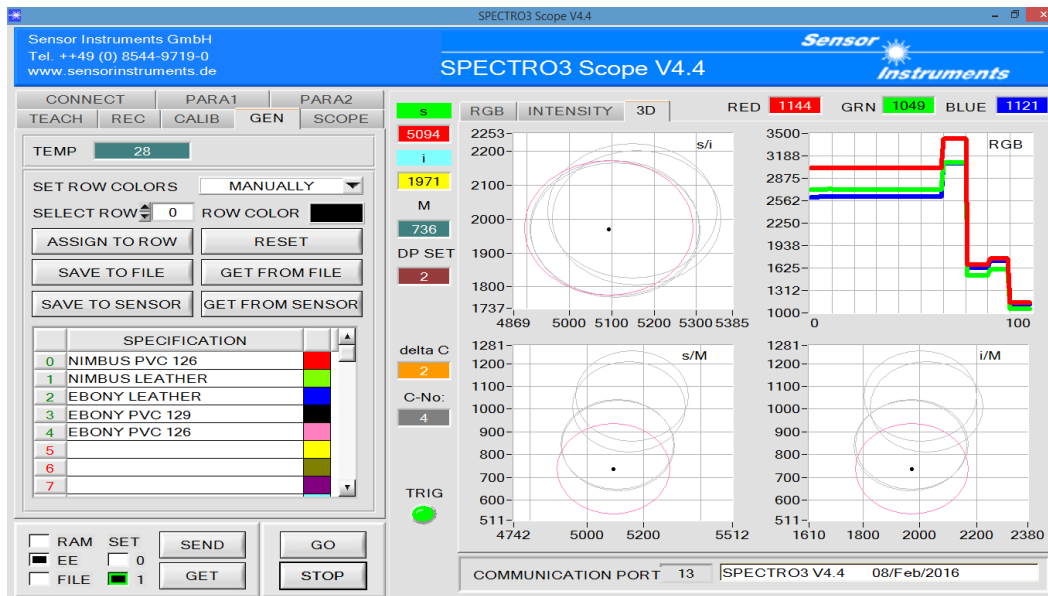 SPECTRO3 Scope V4.4
Sensor Instruments GmbH
Tel. ++49 (0) 8544-9719-0
www.sensorinstruments.de
SPECTRO3 Scope V4.4
Sensor
Instruments
CONNECT PARA1 PARA2
TEACH REC CALIB GEN SCOPE
TEMP 28
SET ROW COLORS MANUALLY
SELECT ROW 0 ROW COLOR
ASSIGN TO ROW RESET
SAVE TO FILE GET FROM FILE
SAVE TO SENSOR GET FROM SENSOR
SPECIFICATION
0 NIMBUS PVC 126
1 NIMBUS LEATHER
2 EBONY LEATHER
3 EBONY PVC 129
4 EBONY PVC 126
5
6
7
RAM SET SEND GO
EE 0
FILE 1 GET STOP
s
5094
i
1971
M
736
DP SET
2
delta C
2
C-No:
4
TRIG
RGB INTENSITY 3D RED 1144 GRN 1049 BLUE 1121
s/i
2253
2200
2100
2000
1900
1800
1737
4869 5000 5100 5200 5300 5385
RGB
3500
3188
2875
2562
2250
1938
1625
1312
1000
0 100
s/M
1281
1200
1100
1000
900
800
700
600
511
4742 5000 5200 5512
i/M
1281
1200
1100
1000
900
800
700
600
511
1610 1800 2000 2200 2380
COMMUNICATION PORT 13 SPECTRO3 V4.4 08/Feb/2016